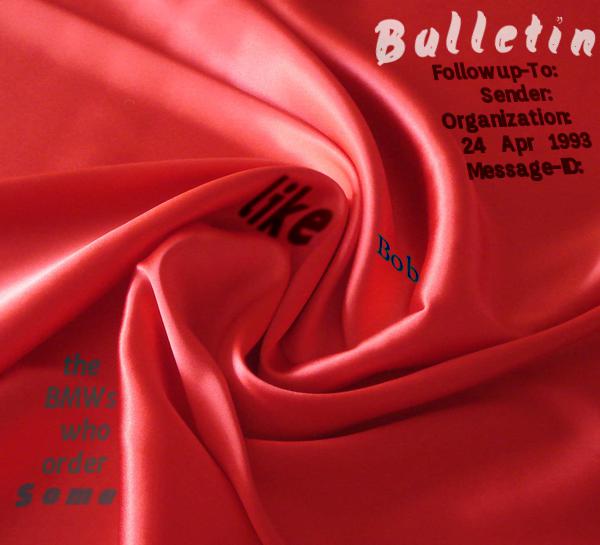 Bulletin
Followup-To:
Sender:
Organization:
24 Apr 1993
Message-ID:
like
Bob
the
BMWs
who
order
Some